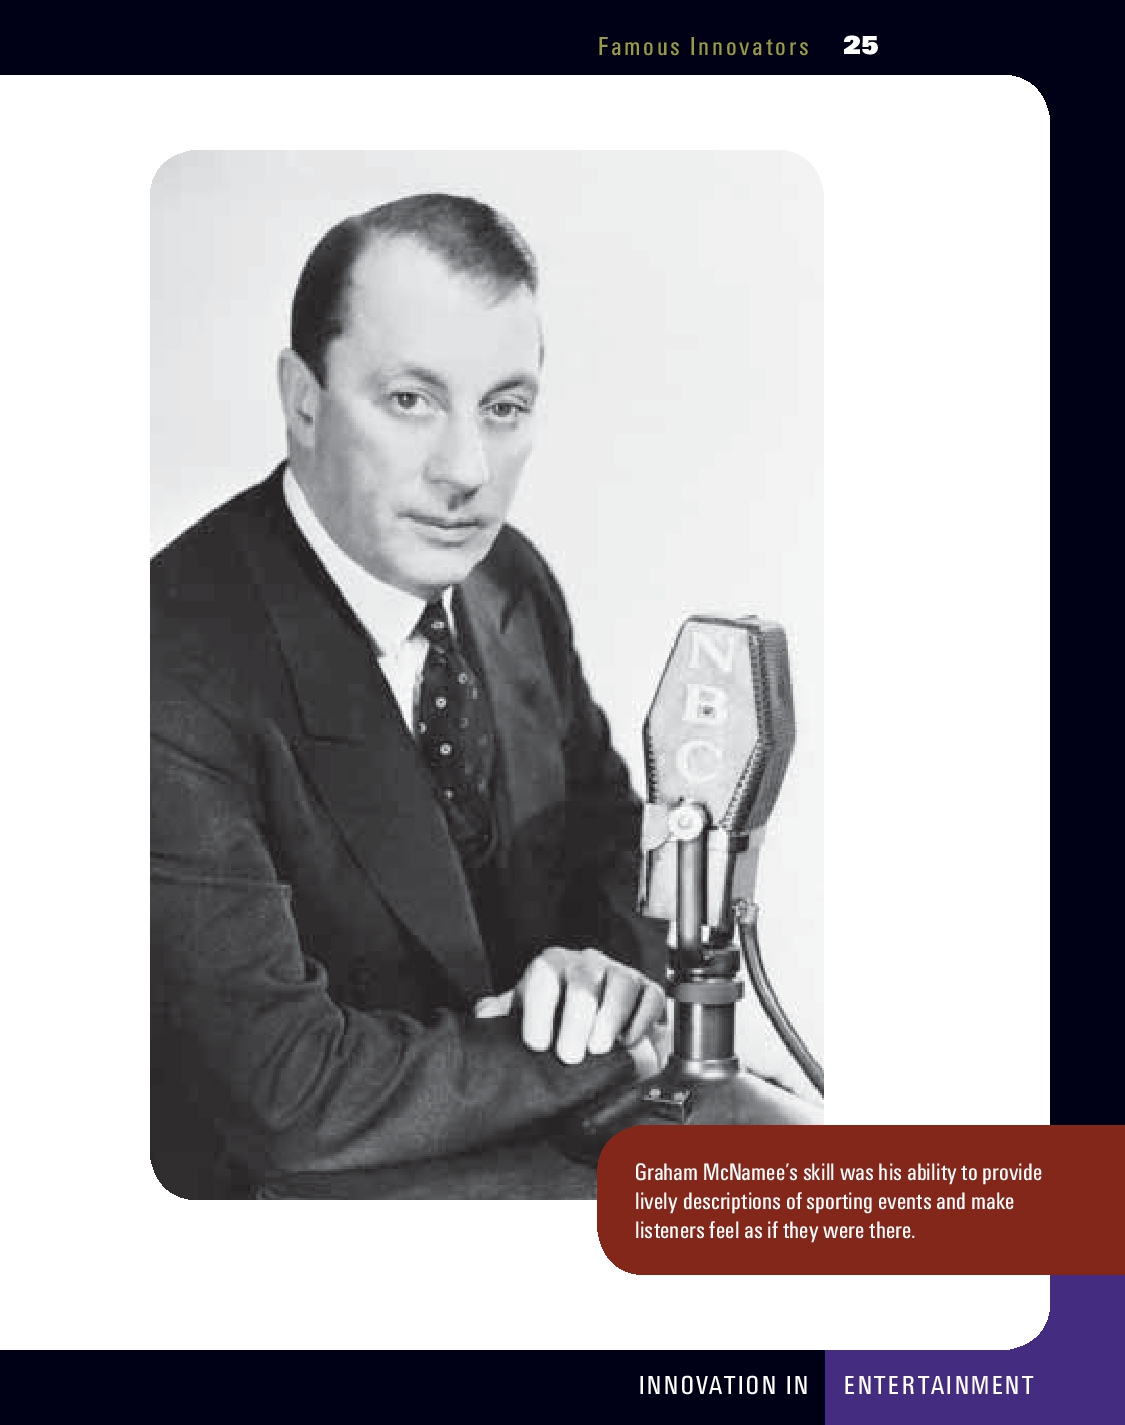 Famous Innovators 25
N
B
C
Graham McNamee's skill was his ability to provide
lively descriptions of sporting events and make
listeners feel as if they were there.
INNOVATION IN ENTERTAINMENT